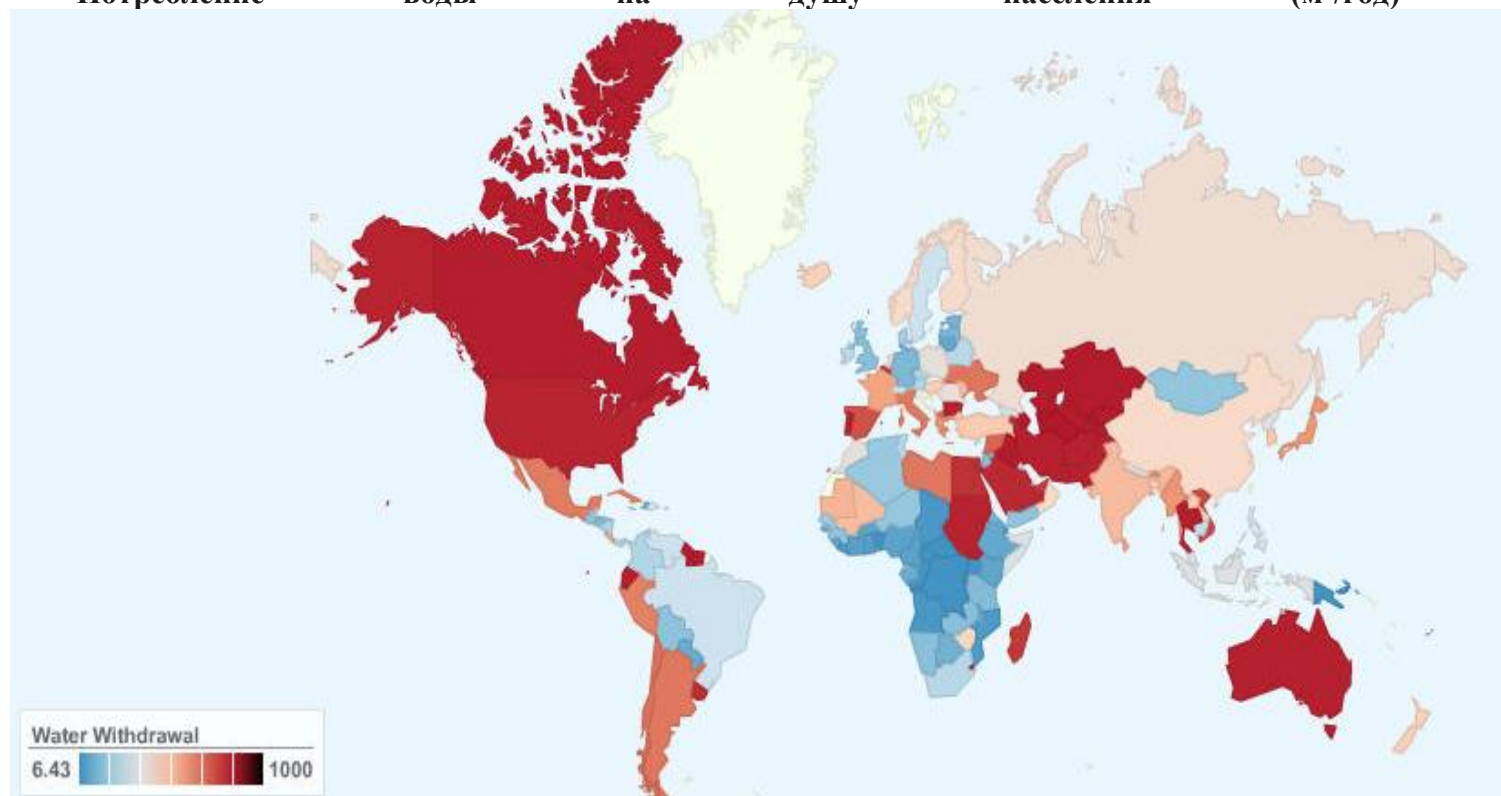 Потребление воды на душу населения (м³/год)
Water Withdrawal
6.43 1000